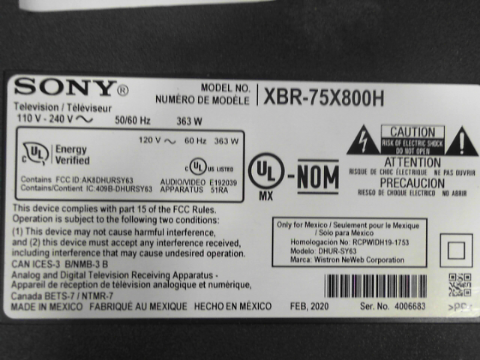 SONY
MODEL NO.
NUMÉRO DE MODÈLE
XBR-75X800H
Television / Téléviseur
110 V - 240 V ~ 50/60 Hz 363 W
120 V ~ 60 Hz 363 W
UL Energy Verified
UL US LISTED
Contains FCC ID: AK8DHURSY63
Contains/Contient IC: 409B-DHURSY63
AUDIO/VIDEO E192039
APPARATUS 51RA
UL
MX
-NOM
CAUTION
RISK OF ELECTRIC SHOCK
DO NOT OPEN
ATTENTION
RISQUE DE CHOC ÉLECTRIQUE NE PAS OUVRIR
PRECAUCION
RIESGO DE CHOQUE ELÉCTRICO NO ABRIR
This device complies with part 15 of the FCC Rules.
Operation is subject to the following two conditions:
(1) This device may not cause harmful interference,
and (2) this device must accept any interference received,
including interference that may cause undesired operation.
CAN ICES-3 B/NMB-3 B
Analog and Digital Television Receiving Apparatus -
Appareil de réception de télévision analogique et numérique,
Canada BETS-7 / NTMR-7
MADE IN MEXICO FABRIQUÉ AU MEXIQUE HECHO EN MÉXICO
Only for Mexico / Seulement pour le Mexique
/ Solo para Mexico
Homologación No: RCPWIDH19-1753
Modelo: DHUR-SY63
Marca: Wistron NeWeb Corporation
FEB, 2020
Ser. No. 4006683
>PC<